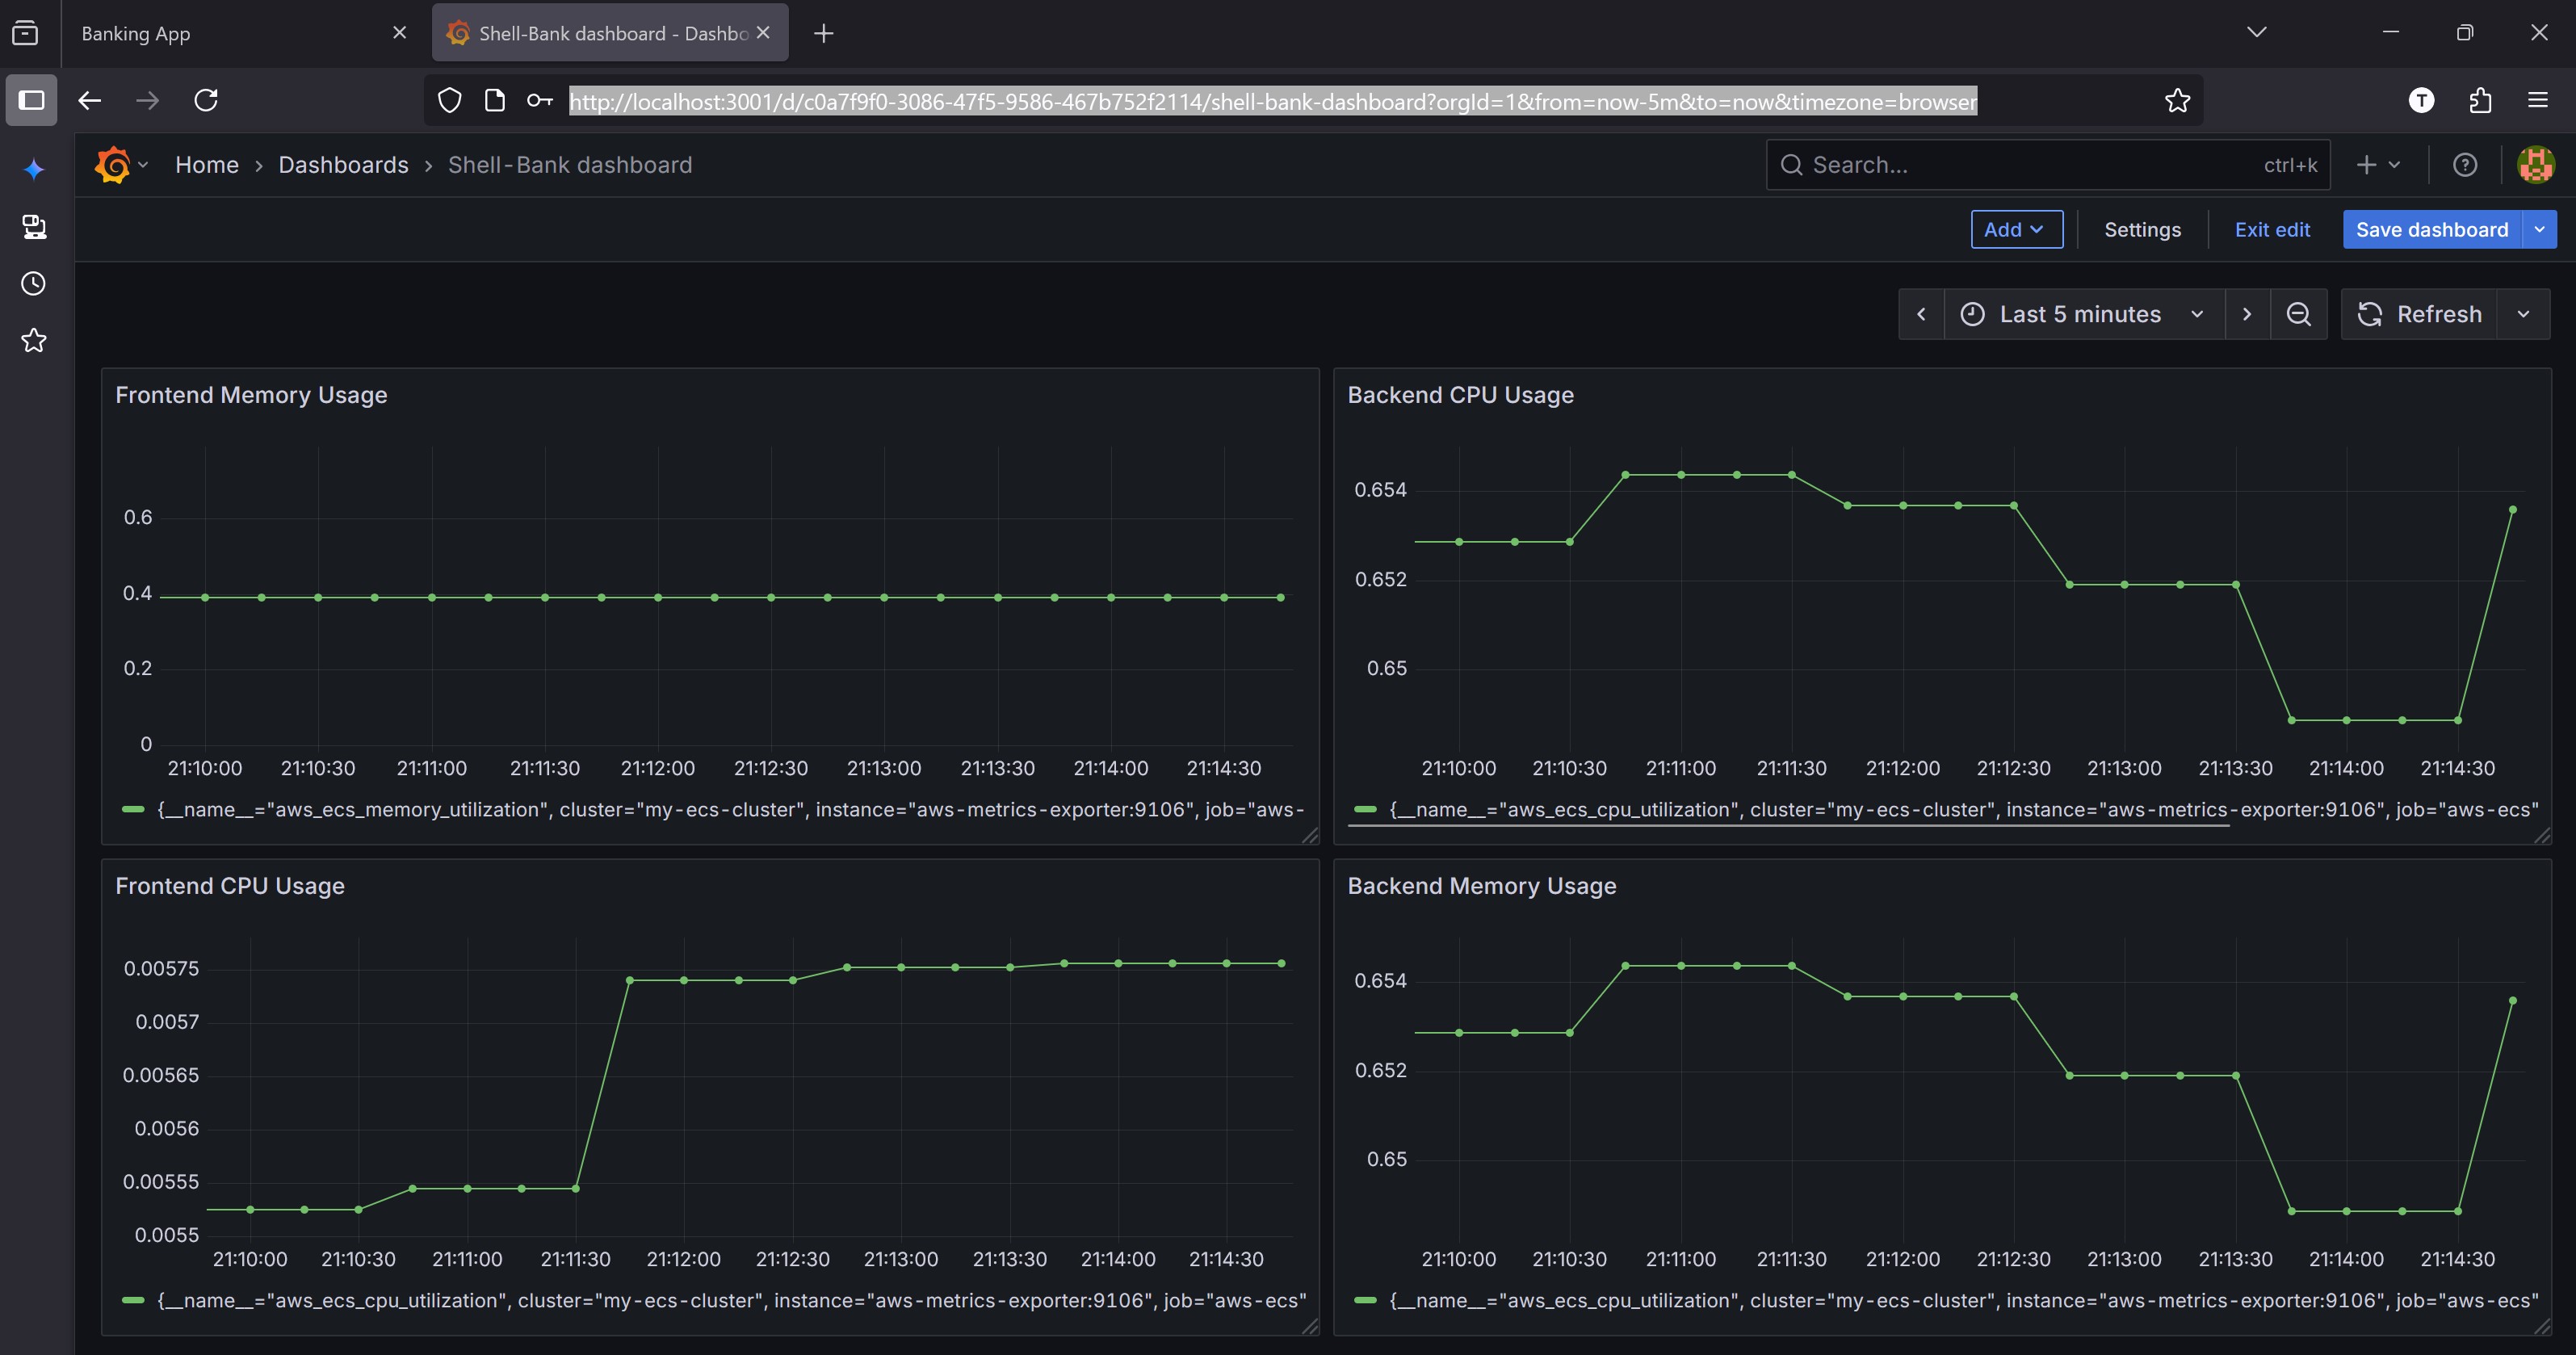 Banking App
Shell-Bank dashboard - Dashbo
http://localhost:3001/d/c0a7f9f0-3086-47f5-9586-467b752f2114/shell-bank-dashboard?orgId=1&from=now-5m&to=now&timezone=browser
T
Home › Dashboards › Shell-Bank dashboard
Search... ctrl+k
Add Settings Exit edit Save dashboard
Last 5 minutes Refresh
Frontend Memory Usage
0.6
0.4
0.2
0
21:10:00 21:10:30 21:11:00 21:11:30 21:12:00 21:12:30 21:13:00 21:13:30 21:14:00 21:14:30
{__name__="aws_ecs_memory_utilization", cluster="my-ecs-cluster", instance="aws-metrics-exporter:9106", job="aws-
Backend CPU Usage
0.654
0.652
0.65
21:10:00 21:10:30 21:11:00 21:11:30 21:12:00 21:12:30 21:13:00 21:13:30 21:14:00 21:14:30
{__name__="aws_ecs_cpu_utilization", cluster="my-ecs-cluster", instance="aws-metrics-exporter:9106", job="aws-ecs"
Frontend CPU Usage
0.00575
0.0057
0.00565
0.0056
0.00555
0.0055
21:10:00 21:10:30 21:11:00 21:11:30 21:12:00 21:12:30 21:13:00 21:13:30 21:14:00 21:14:30
{__name__="aws_ecs_cpu_utilization", cluster="my-ecs-cluster", instance="aws-metrics-exporter:9106", job="aws-ecs"
Backend Memory Usage
0.654
0.652
0.65
21:10:00 21:10:30 21:11:00 21:11:30 21:12:00 21:12:30 21:13:00 21:13:30 21:14:00 21:14:30
{__name__="aws_ecs_cpu_utilization", cluster="my-ecs-cluster", instance="aws-metrics-exporter:9106", job="aws-ecs"